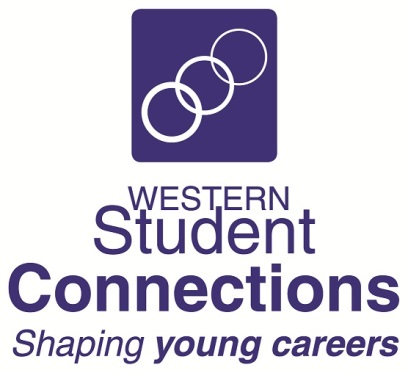 WESTERN
Student
Connections
Shaping young careers